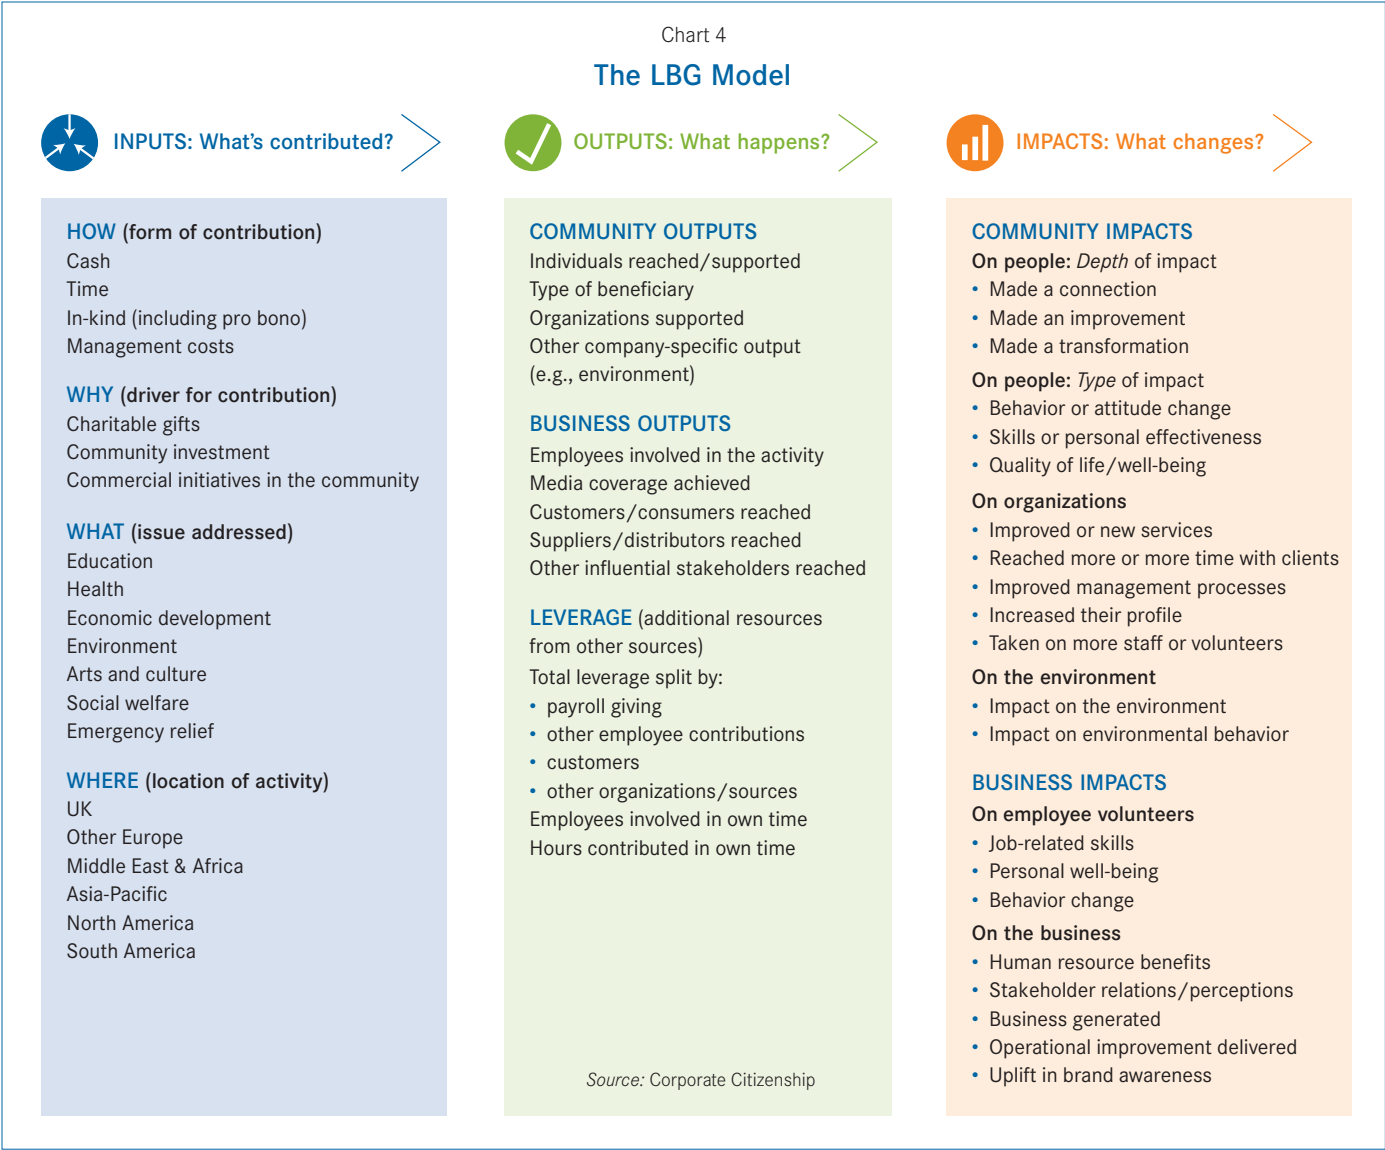 Chart 4
The LBG Model
INPUTS: What's contributed?
HOW (form of contribution)
Cash
Time
In-kind (including pro bono)
Management costs
WHY (driver for contribution)
Charitable gifts
Community investment
Commercial initiatives in the community
WHAT (issue addressed)
Education
Health
Economic development
Environment
Arts and culture
Social welfare
Emergency relief
WHERE (location of activity)
UK
Other Europe
Middle East & Africa
Asia-Pacific
North America
South America
OUTPUTS: What happens?
COMMUNITY OUTPUTS
Individuals reached/supported
Type of beneficiary
Organizations supported
Other company-specific output
(e.g., environment)
BUSINESS OUTPUTS
Employees involved in the activity
Media coverage achieved
Customers/consumers reached
Suppliers/distributors reached
Other influential stakeholders reached
LEVERAGE (additional resources
from other sources)
Total leverage split by:
• payroll giving
• other employee contributions
• customers
• other organizations/sources
Employees involved in own time
Hours contributed in own time
Source: Corporate Citizenship
IMPACTS: What changes?
COMMUNITY IMPACTS
On people: Depth of impact
• Made a connection
• Made an improvement
• Made a transformation
On people: Type of impact
• Behavior or attitude change
• Skills or personal effectiveness
• Quality of life/well-being
On organizations
• Improved or new services
• Reached more or more time with clients
• Improved management processes
• Increased their profile
• Taken on more staff or volunteers
On the environment
• Impact on the environment
• Impact on environmental behavior
BUSINESS IMPACTS
On employee volunteers
• Job-related skills
• Personal well-being
• Behavior change
On the business
• Human resource benefits
• Stakeholder relations/perceptions
• Business generated
• Operational improvement delivered
• Uplift in brand awareness